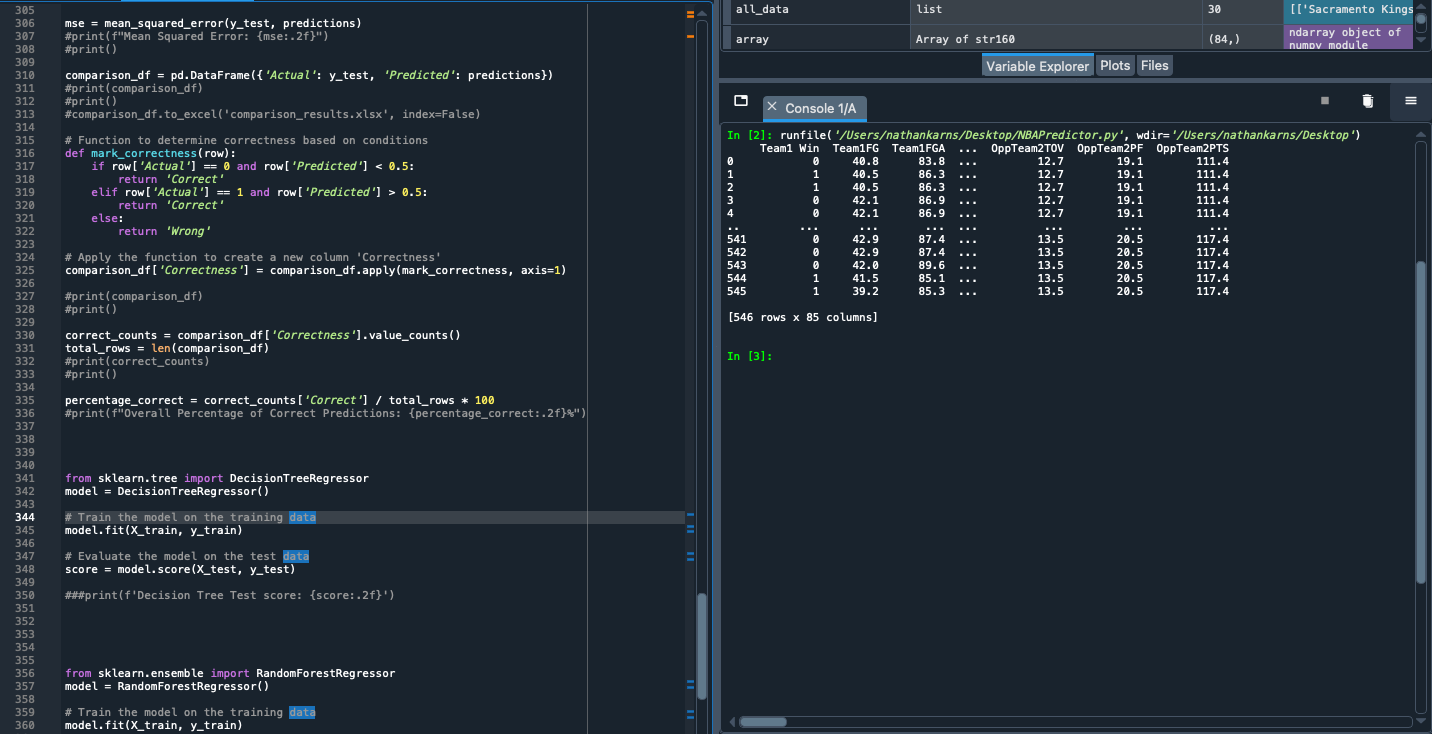 305
306 mse = mean_squared_error(y_test, predictions)
307 #print(f"Mean Squared Error: {mse:.2f}")
308 #print()
309
310 comparison_df = pd.DataFrame({'Actual': y_test, 'Predicted': predictions})
311 #print(comparison_df)
312 #print()
313 #comparison_df.to_excel('comparison_results.xlsx', index=False)
314
315 # Function to determine correctness based on conditions
316 def mark_correctness(row):
317     if row['Actual'] == 0 and row['Predicted'] < 0.5:
318         return 'Correct'
319     elif row['Actual'] == 1 and row['Predicted'] > 0.5:
320         return 'Correct'
321     else:
322         return 'Wrong'
323
324 # Apply the function to create a new column 'Correctness'
325 comparison_df['Correctness'] = comparison_df.apply(mark_correctness, axis=1)
326
327 #print(comparison_df)
328 #print()
329
330 correct_counts = comparison_df['Correctness'].value_counts()
331 total_rows = len(comparison_df)
332 #print(correct_counts)
333 #print()
334
335 percentage_correct = correct_counts['Correct'] / total_rows * 100
336 #print(f"Overall Percentage of Correct Predictions: {percentage_correct:.2f}%")
337
338
339
340
341 from sklearn.tree import DecisionTreeRegressor
342 model = DecisionTreeRegressor()
343
344 # Train the model on the training data
345 model.fit(X_train, y_train)
346
347 # Evaluate the model on the test data
348 score = model.score(X_test, y_test)
349
350 ###print(f'Decision Tree Test score: {score:.2f}')
351
352
353
354
355
356 from sklearn.ensemble import RandomForestRegressor
357 model = RandomForestRegressor()
358
359 # Train the model on the training data
360 model.fit(X_train, y_train)
all_data list 30 [['Sacramento Kings
array Array of str160 (84,) ndarray object of
numpy module
Variable Explorer Plots Files
Console 1/A
In [2]: runfile('/Users/nathankarns/Desktop/NBAPredictor.py', wdir='/Users/nathankarns/Desktop')
Team1 Win Team1FG Team1FGA ... OppTeam2TOV OppTeam2PF OppTeam2PTS
0 0 40.8 83.8 ... 12.7 19.1 111.4
1 1 40.5 86.3 ... 12.7 19.1 111.4
2 1 40.5 86.3 ... 12.7 19.1 111.4
3 0 42.1 86.9 ... 12.7 19.1 111.4
4 0 42.1 86.9 ... 12.7 19.1 111.4
.. ... ... ... ... ... ... ...
541 0 42.9 87.4 ... 13.5 20.5 117.4
542 0 42.9 87.4 ... 13.5 20.5 117.4
543 0 42.0 89.6 ... 13.5 20.5 117.4
544 1 41.5 85.1 ... 13.5 20.5 117.4
545 1 39.2 85.3 ... 13.5 20.5 117.4
[546 rows x 85 columns]
In [3]: